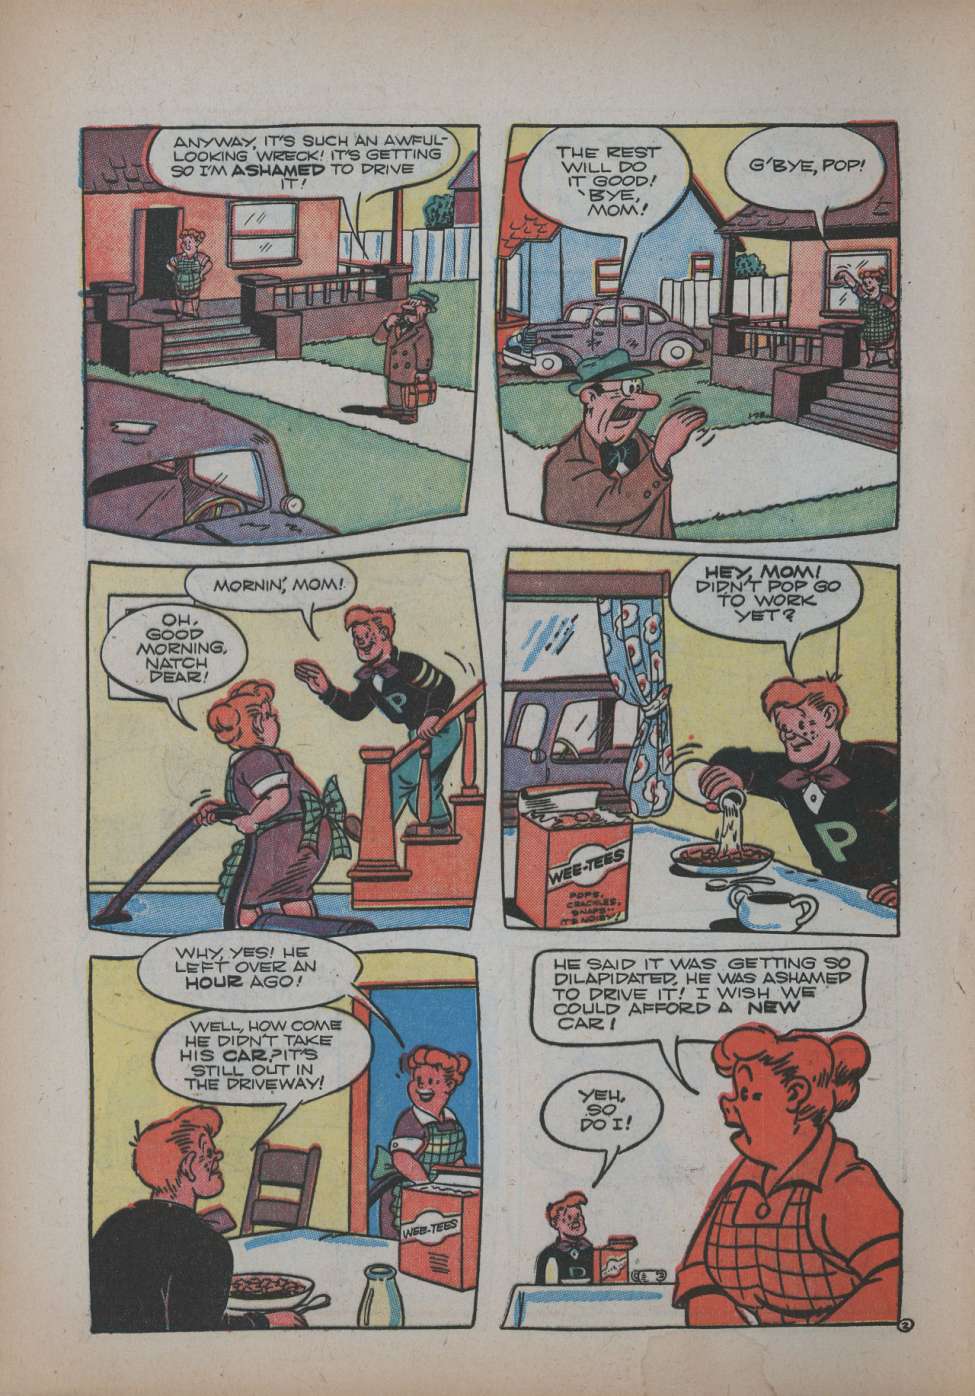 ANYWAY, IT'S SUCH AN AWFUL-
LOOKING WRECK! IT'S GETTING
SO I'M ASHAMED TO DRIVE
IT!
THE REST
WILL DO
IT GOOD!
'BYE,
MOM!
G'BYE, POP!
MORNIN', MOM!
OH,
GOOD
MORNING,
NATCH
DEAR!
P
HEY, MOM!
DIDN'T POP GO
TO WORK
YET?
P
WEE-TEES
POPS,
CRACKLES,
SNAPS--
IT'S NOISY!
WHY, YES! HE
LEFT OVER AN
HOUR AGO!
WELL, HOW COME
HE DIDN'T TAKE
HIS CAR? IT'S
STILL OUT IN
THE DRIVEWAY!
WEE-TEES
HE SAID IT WAS GETTING SO
DILAPIDATED, HE WAS ASHAMED
TO DRIVE IT! I WISH WE
COULD AFFORD A NEW
CAR!
YEH,
SO
DO I!
P
2